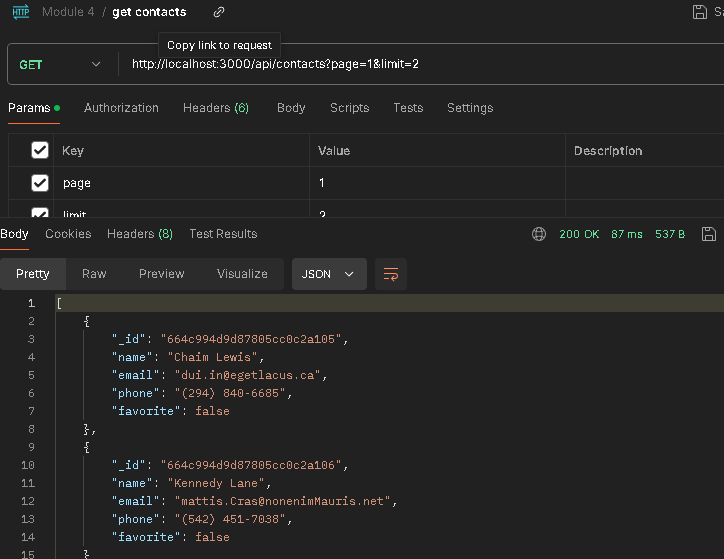 HTTP Module 4 / get contacts Sa
Copy link to request
GET http://localhost:3000/api/contacts?page=1&limit=2
Params Authorization Headers (6) Body Scripts Tests Settings
Key Value Description
page 1
limit 2
Body Cookies Headers (8) Test Results 200 OK 87 ms 537 B
Pretty Raw Preview Visualize JSON
1 [
2 {
3 "_id": "664c994d9d87805cc0c2a105",
4 "name": "Chaim Lewis",
5 "email": "dui.in@egetlacus.ca",
6 "phone": "(294) 840-6685",
7 "favorite": false
8 },
9 {
10 "_id": "664c994d9d87805cc0c2a106",
11 "name": "Kennedy Lane",
12 "email": "mattis.Cras@nonenimMauris.net",
13 "phone": "(542) 451-7038",
14 "favorite": false
15 }